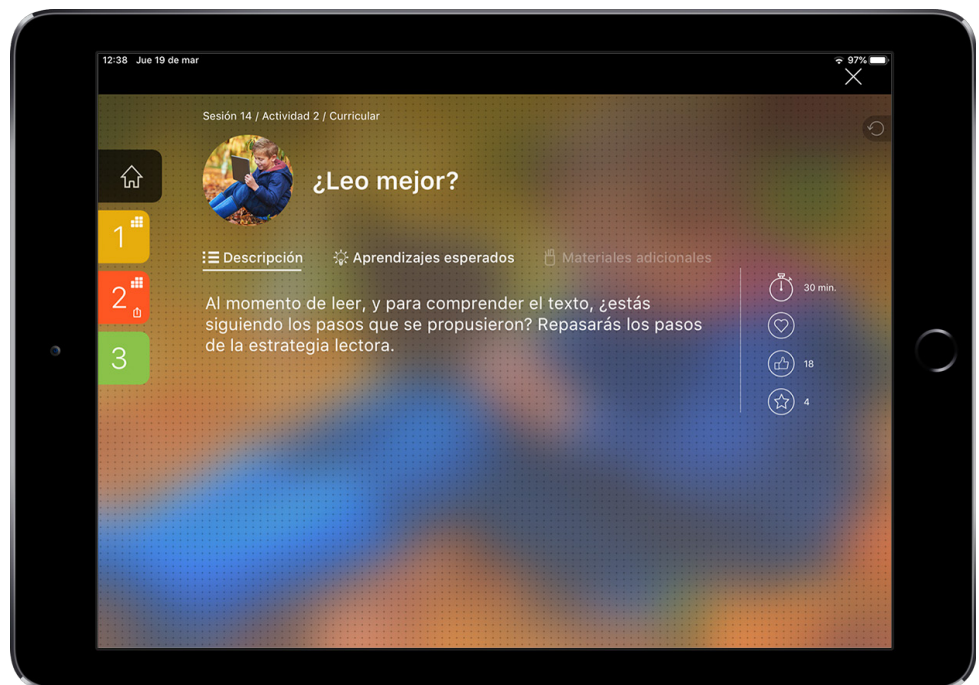 12:38 Jue 19 de mar
97%
Sesión 14 / Actividad 2 / Curricular
¿Leo mejor?
1
2
3
Descripción
Aprendizajes esperados
Materiales adicionales
Al momento de leer, y para comprender el texto, ¿estás
siguiendo los pasos que se propusieron? Repasarás los pasos
de la estrategia lectora.
30 min.
18
4